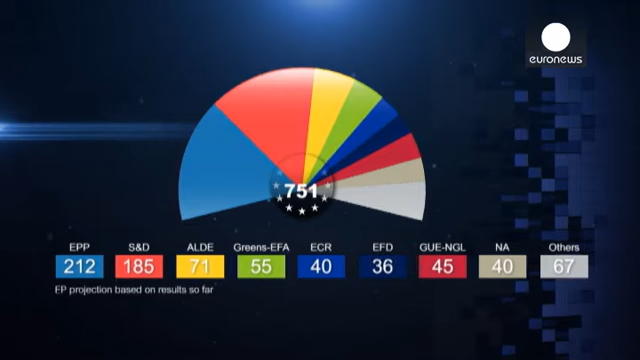 euronews
751
EPP S&D ALDE Greens-EFA ECR EFD GUE-NGL NA Others
212 185 71 55 40 36 45 40 67
EP projection based on results so far